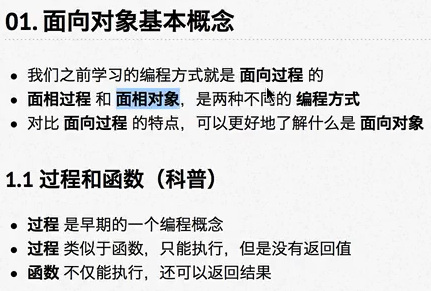 01. 面向对象基本概念
• 我们之前学习的编程方式就是 面向过程 的
• 面相过程 和 面相对象，是两种不同的 编程方式
• 对比 面向过程 的特点，可以更好地了解什么是 面向对象
1.1 过程和函数（科普）
• 过程 是早期的一个编程概念
• 过程 类似于函数，只能执行，但是没有返回值
• 函数 不仅能执行，还可以返回结果